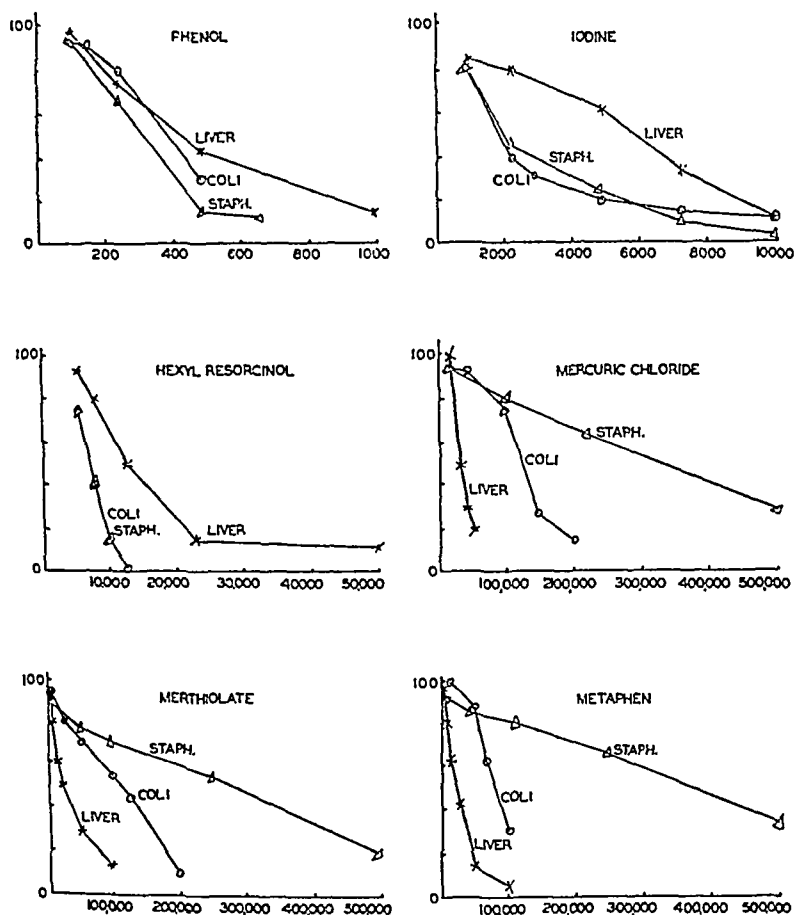 PHENOL
100
LIVER
COLI
STAPH.
0
200 400 600 800 1000
IODINE
100
LIVER
STAPH.
COLI
0
2000 4000 6000 8000 10000
HEXYL RESORCINOL
100
COLI
STAPH.
LIVER
0
10,000 20,000 30,000 40,000 50,000
MERCURIC CHLORIDE
100
STAPH.
COLI
LIVER
0
100,000 200,000 300,000 400,000 500,000
MERTHIOLATE
100
STAPH.
COLI
LIVER
0
100,000 200,000 300,000 400,000 500,000
METAPHEN
100
STAPH.
COLI
LIVER
0
100,000 200,000 300,000 400,000 500,000